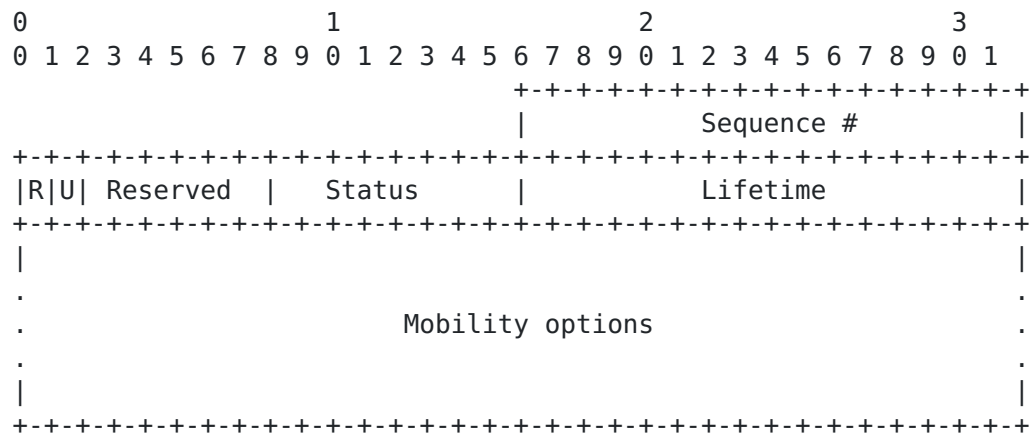 0                   1                   2                   3
0 1 2 3 4 5 6 7 8 9 0 1 2 3 4 5 6 7 8 9 0 1 2 3 4 5 6 7 8 9 0 1
                                +-+-+-+-+-+-+-+-+-+-+-+-+-+-+-+-+
                                |           Sequence #          |
+-+-+-+-+-+-+-+-+-+-+-+-+-+-+-+-+-+-+-+-+-+-+-+-+-+-+-+-+-+-+-+-+
|R|U| Reserved  |   Status      |           Lifetime            |
+-+-+-+-+-+-+-+-+-+-+-+-+-+-+-+-+-+-+-+-+-+-+-+-+-+-+-+-+-+-+-+-+
|                                                               |
.                                                               .
.                        Mobility options                       .
.                                                               .
|                                                               |
+-+-+-+-+-+-+-+-+-+-+-+-+-+-+-+-+-+-+-+-+-+-+-+-+-+-+-+-+-+-+-+-+